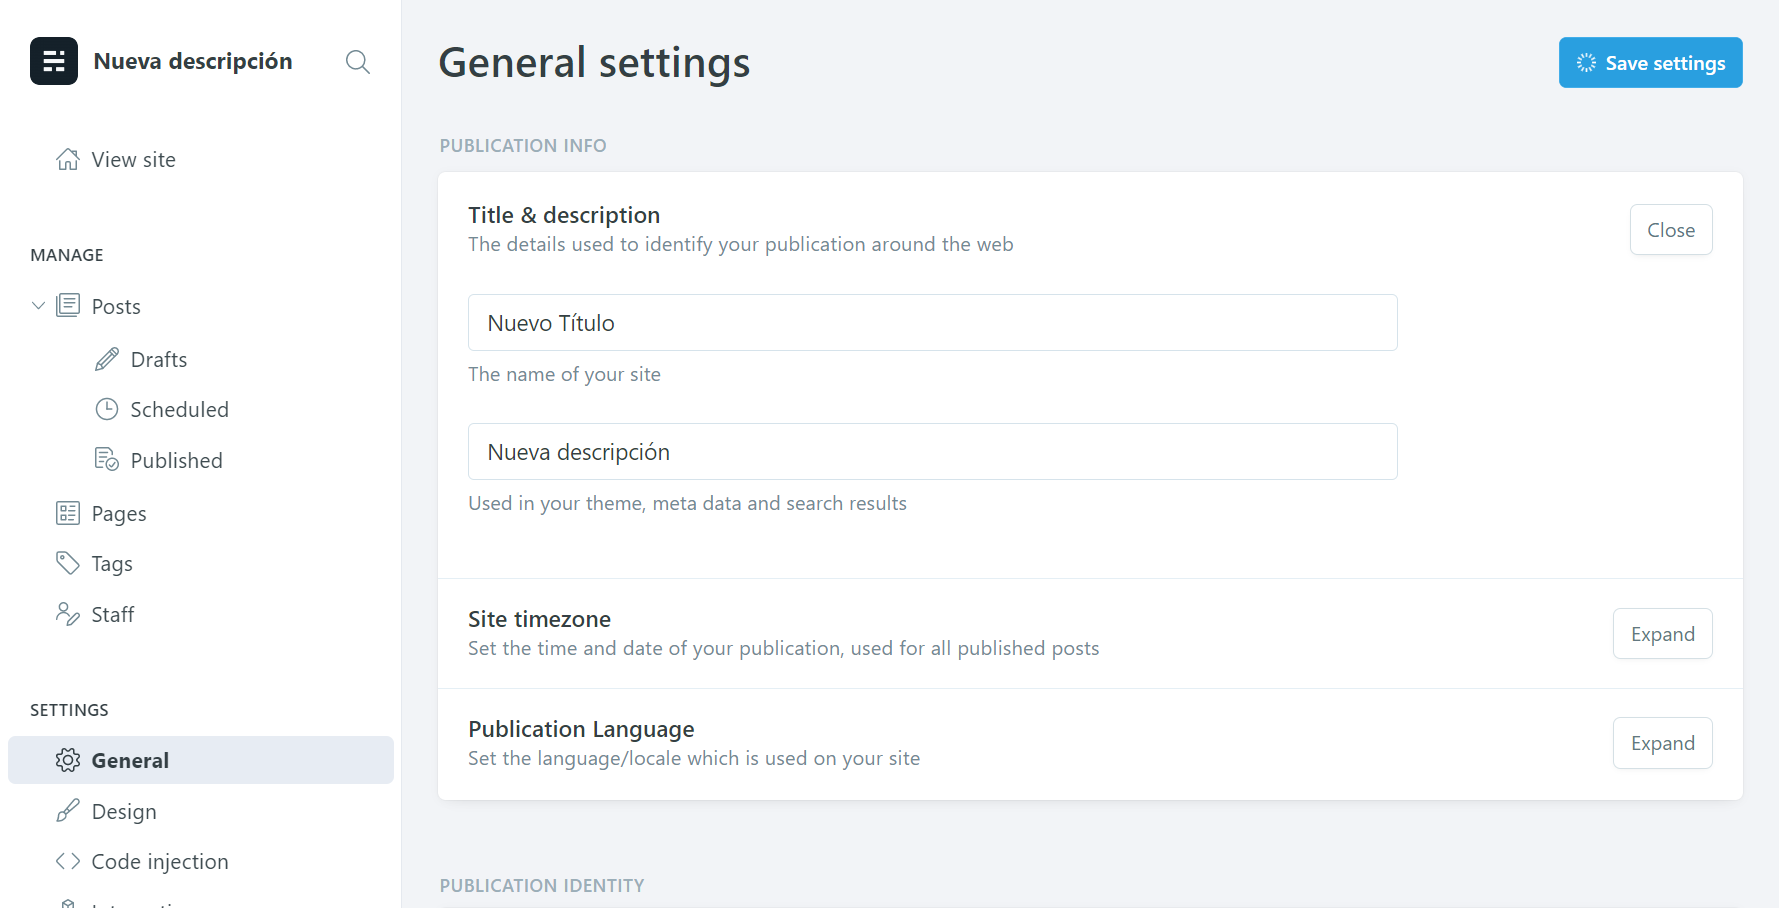 Nueva descripción
View site
MANAGE
Posts
Drafts
Scheduled
Published
Pages
Tags
Staff
SETTINGS
General
Design
Code injection
General settings
Save settings
PUBLICATION INFO
Title & description
The details used to identify your publication around the web
Close
Nuevo Título
The name of your site
Nueva descripción
Used in your theme, meta data and search results
Site timezone
Set the time and date of your publication, used for all published posts
Expand
Publication Language
Set the language/locale which is used on your site
Expand
PUBLICATION IDENTITY